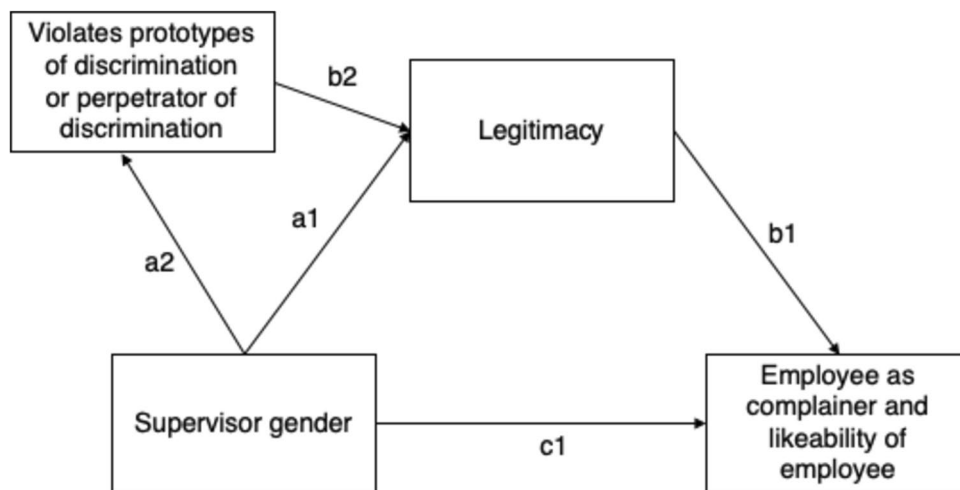 Violates prototypes
of discrimination
or perpetrator of
discrimination
b2
Legitimacy
a1
a2
b1
Supervisor gender
c1
Employee as
complainer and
likeability of
employee